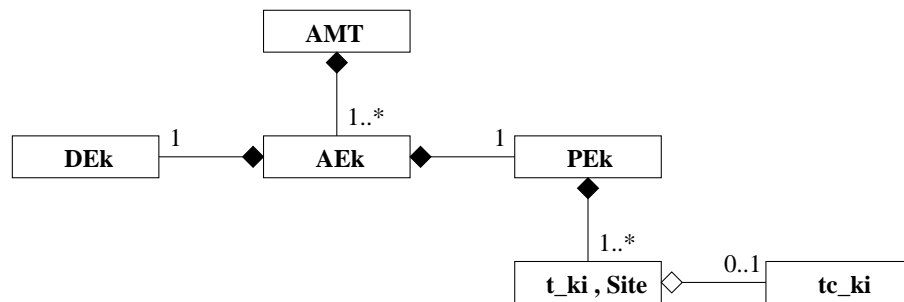 AMT
1..*
1
1
DEk
AEk
PEk
1..*
0..1
t_ki , Site
tc_ki